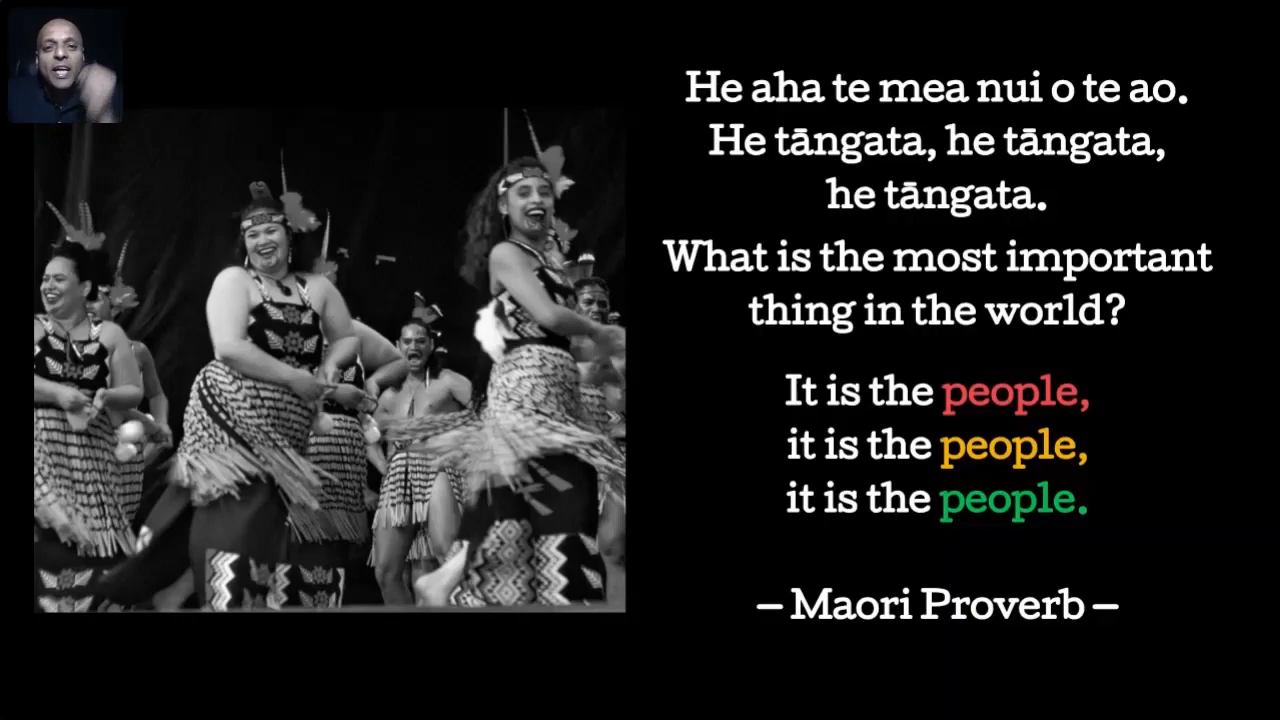 He aha te mea nui o te ao.
He tāngata, he tāngata,
he tāngata.
What is the most important
thing in the world?
It is the people,
it is the people,
it is the people.
– Maori Proverb –